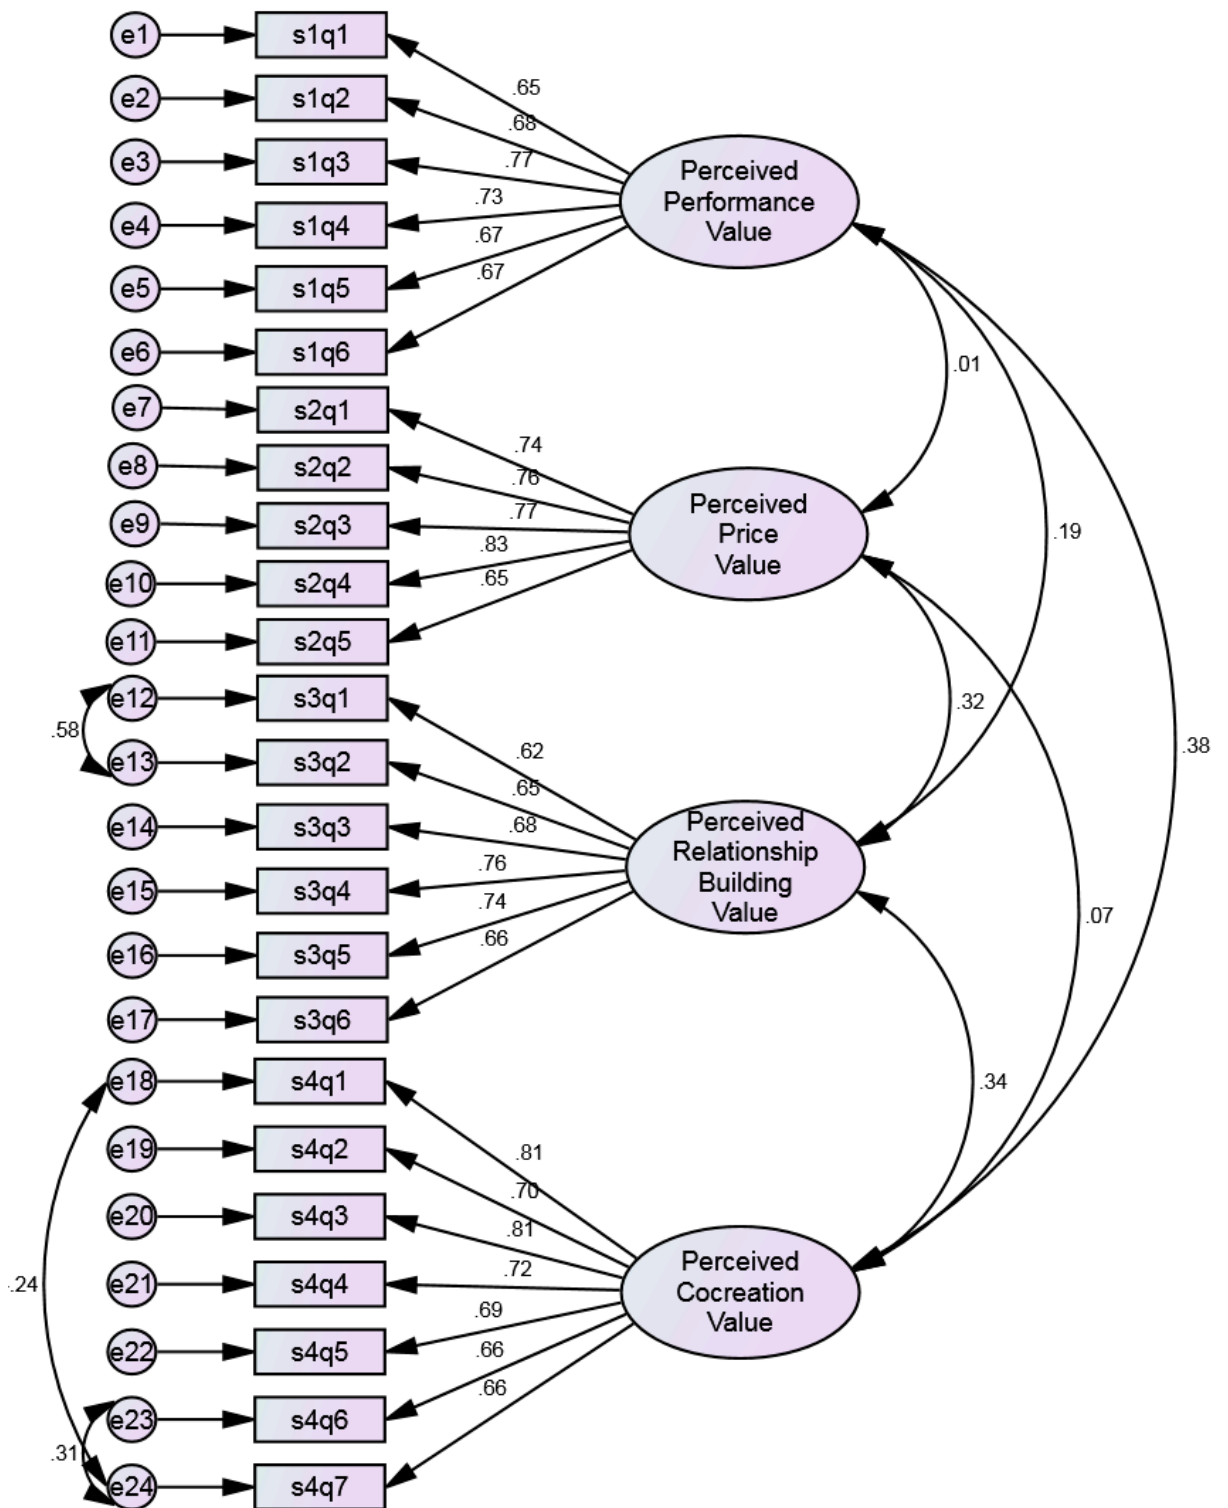 e1 s1q1
.65
e2 s1q2
.68
e3 s1q3
.77
Perceived
Performance
Value
e4 s1q4
.73
e5 s1q5
.67
e6 s1q6
.67
.01
e7 s2q1
.74
e8 s2q2
.76
e9 s2q3
.77
Perceived
Price
Value
.19
e10 s2q4
.83
e11 s2q5
.65
e12 s3q1
.58
.32
.38
e13 s3q2
.62
e14 s3q3
.65
.68
Perceived
Relationship
Building
Value
e15 s3q4
.76
e16 s3q5
.74
.07
e17 s3q6
.66
e18 s4q1
.34
e19 s4q2
.81
e20 s4q3
.70
.81
e21 s4q4
.72
.24
Perceived
Cocreation
Value
e22 s4q5
.69
e23 s4q6
.66
.31
e24 s4q7
.66